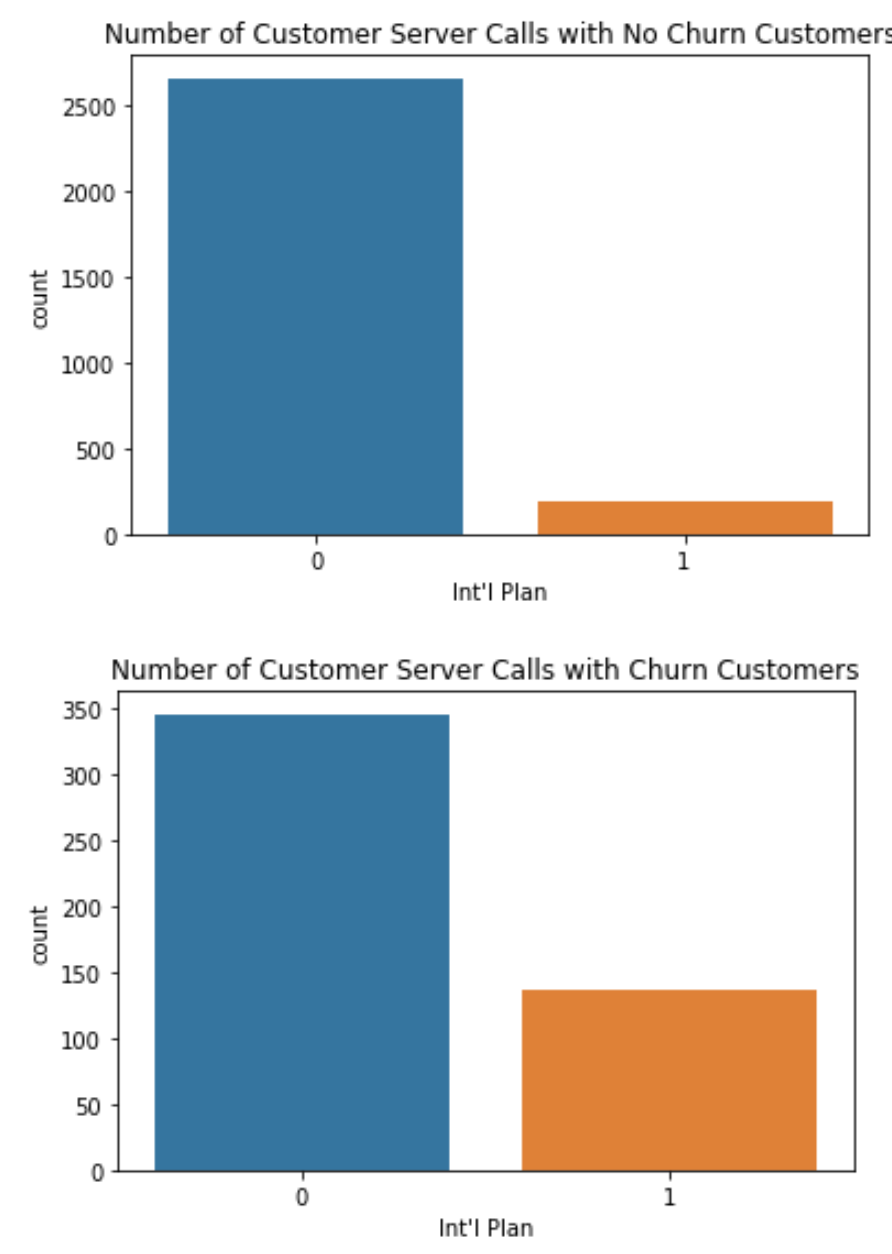 Number of Customer Server Calls with No Churn Customers
2500
2000
1500
1000
500
0
count
0 1
Int'l Plan
Number of Customer Server Calls with Churn Customers
350
300
250
200
150
100
50
0
count
0 1
Int'l Plan